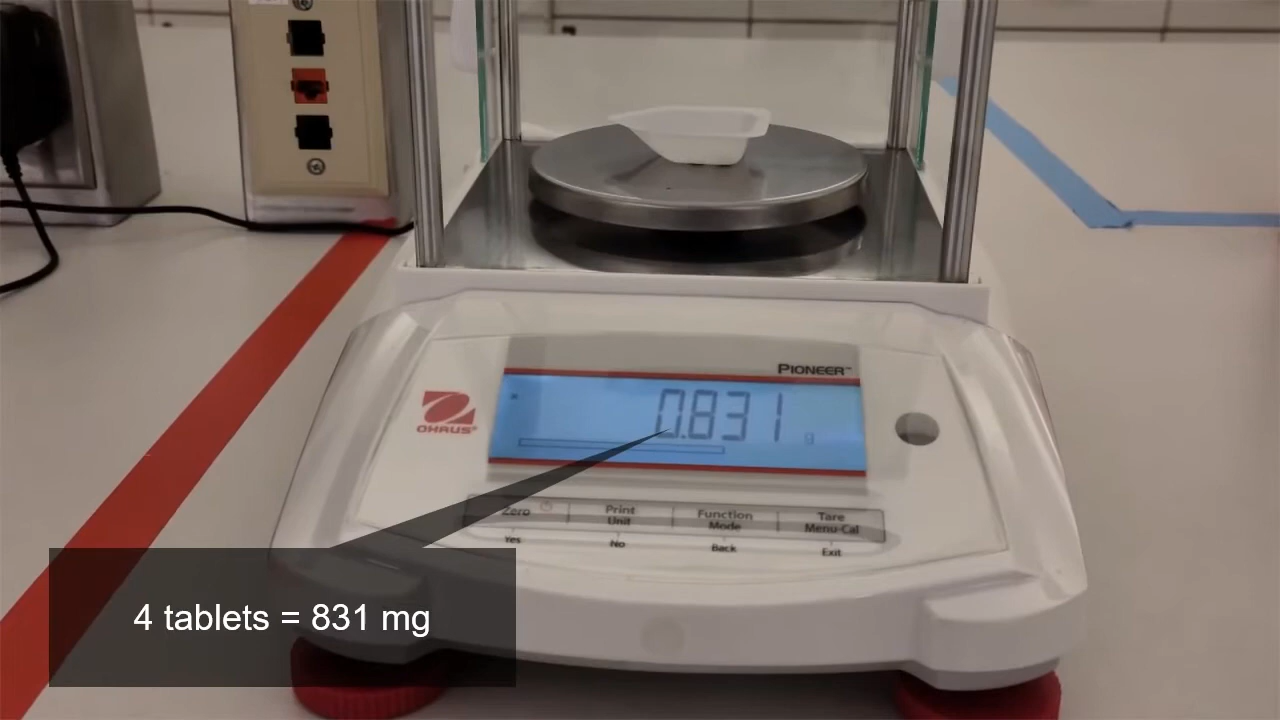 PIONEER™
0.831 g
OHAUS®
Zero
Print
Unit
Function
Mode
Tare
Menu-Cal
Yes
No
Back
Exit
4 tablets = 831 mg